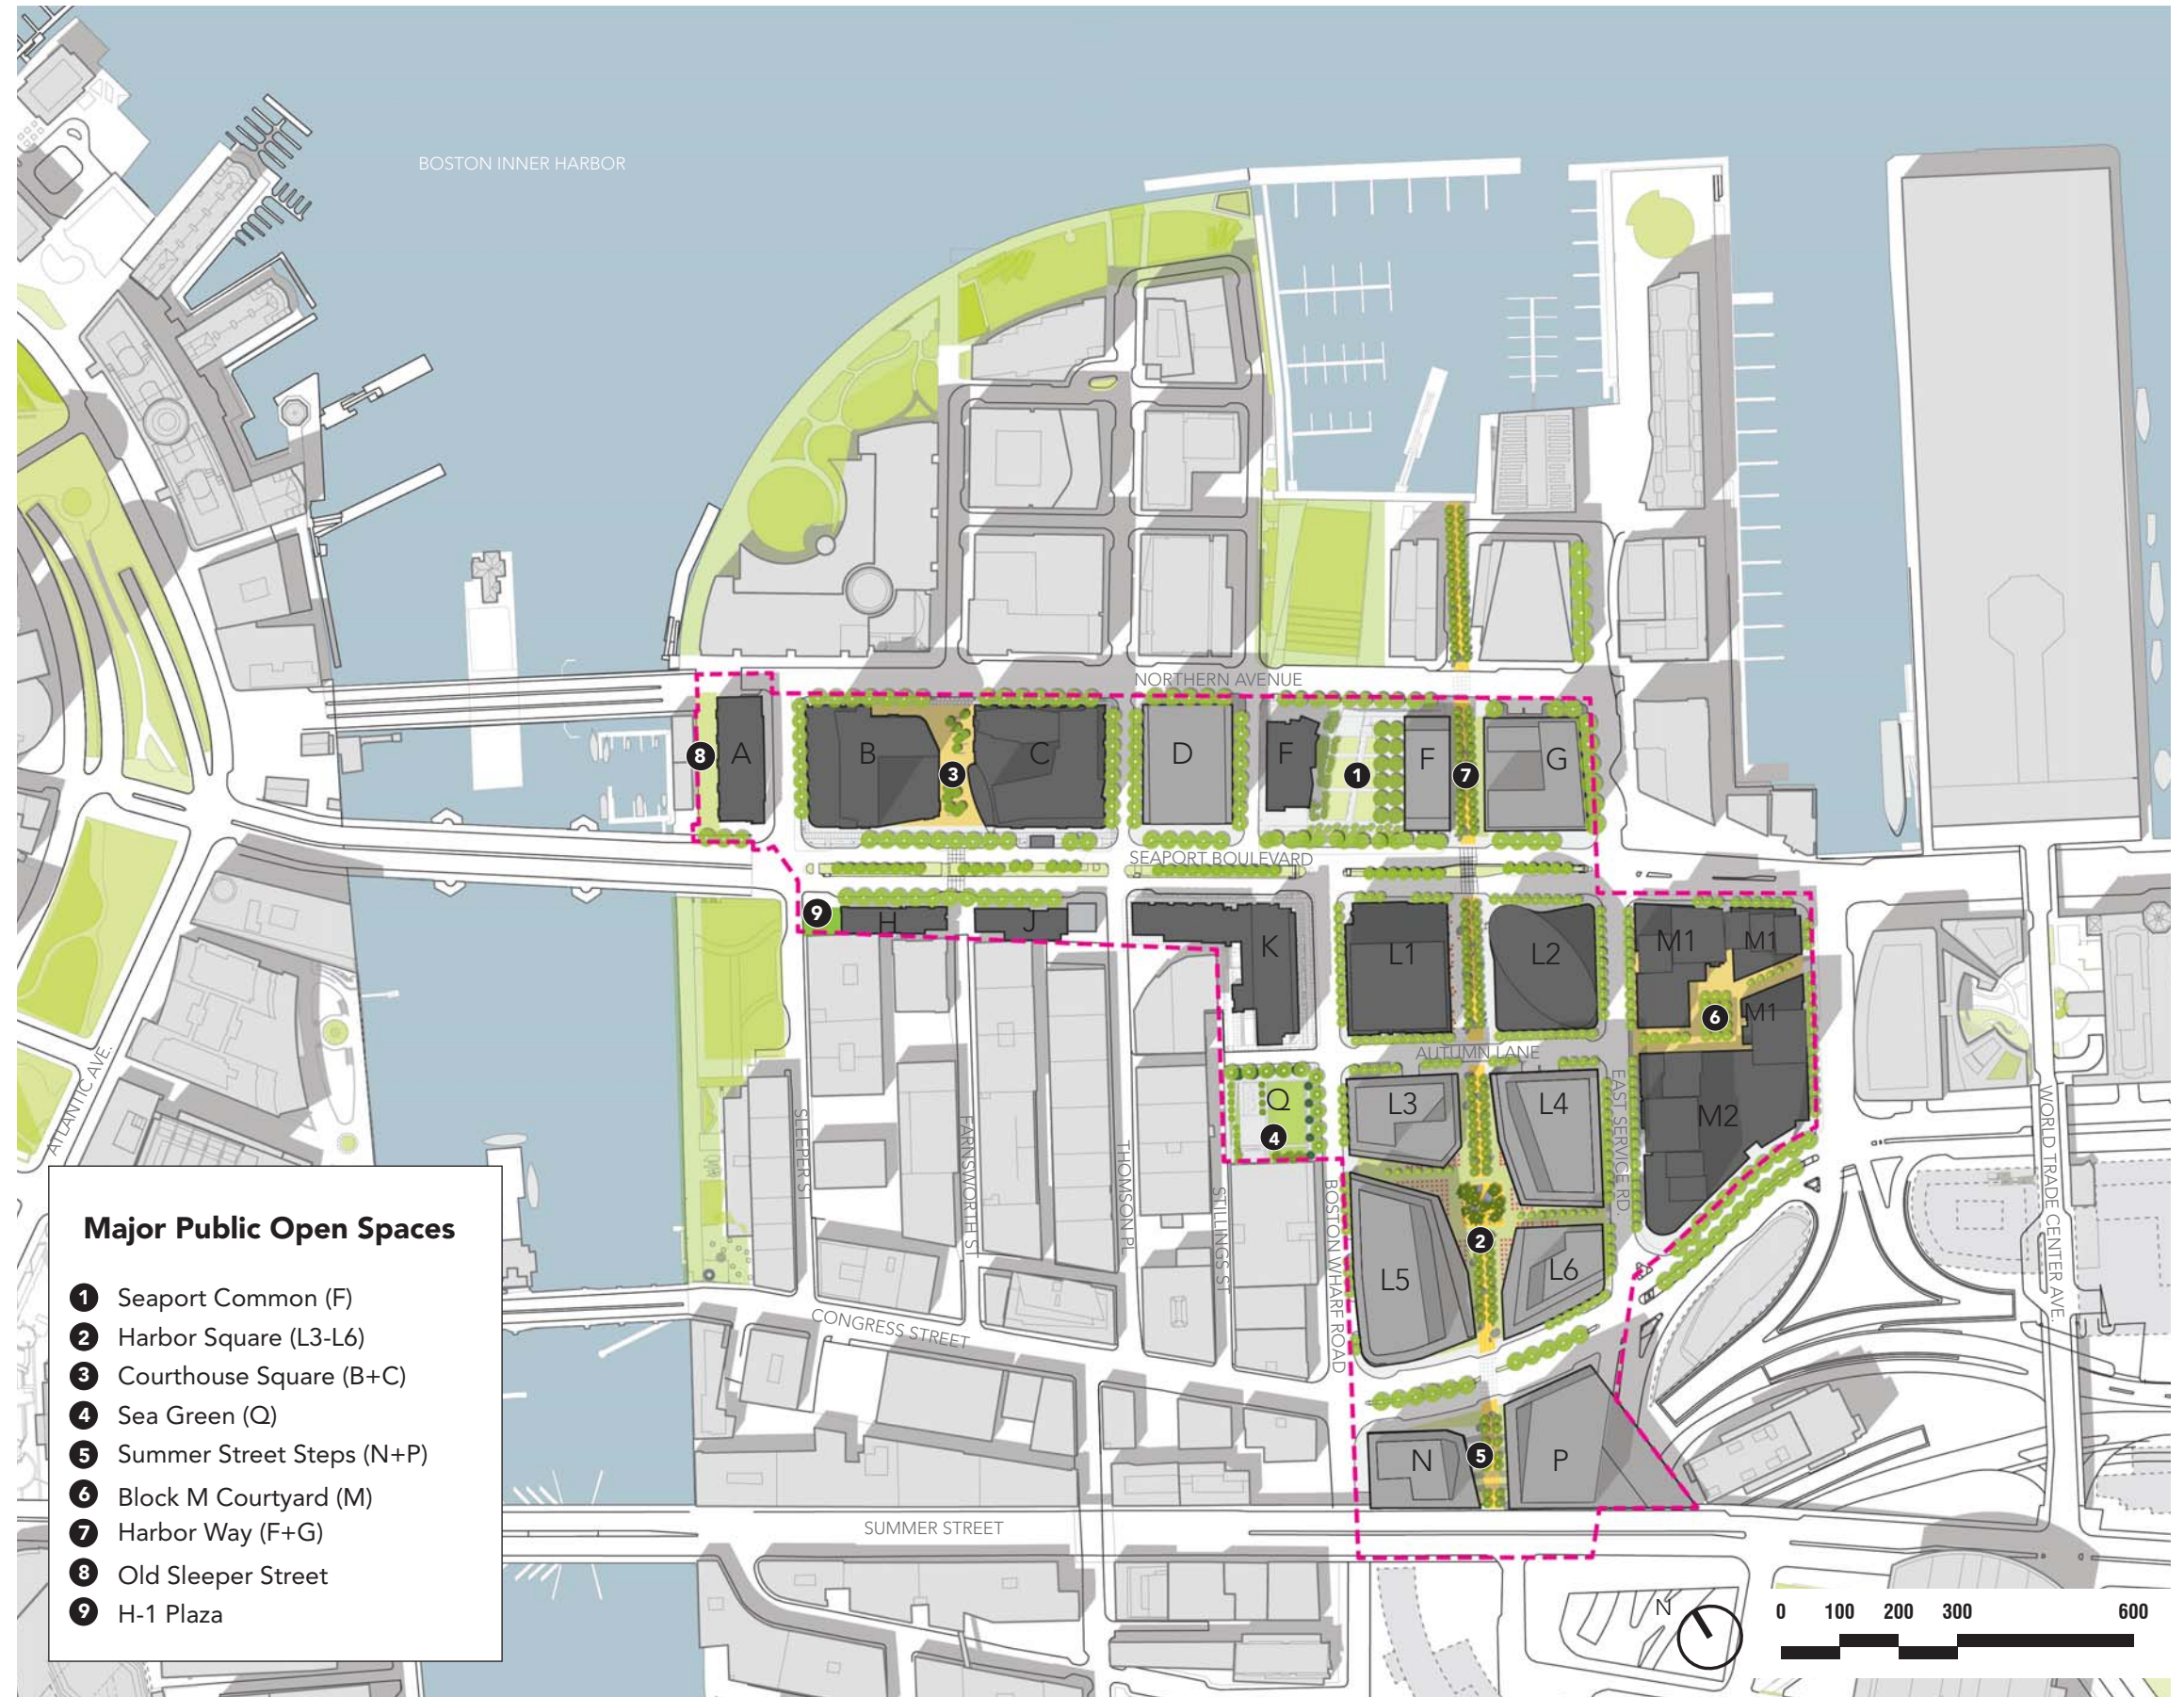 BOSTON INNER HARBOR
NORTHERN AVENUE
8
A
B
3
C
D
F
1
F
7
G
SEAPORT BOULEVARD
9
H
J
K
L1
L2
M1
M1
6
M1
AUTUMN LANE
ATLANTIC AVE.
SLEEPER ST
FARNSWORTH ST
THOMSON PL
STILLINGS ST
BOSTON WHARF ROAD
EAST SERVICE RD.
WORLD TRADE CENTER AVE.
Q
4
L3
L4
M2
2
L5
L6
CONGRESS STREET
N
5
P
SUMMER STREET
Major Public Open Spaces
1 Seaport Common (F)
2 Harbor Square (L3-L6)
3 Courthouse Square (B+C)
4 Sea Green (Q)
5 Summer Street Steps (N+P)
6 Block M Courtyard (M)
7 Harbor Way (F+G)
8 Old Sleeper Street
9 H-1 Plaza
N
0 100 200 300 600